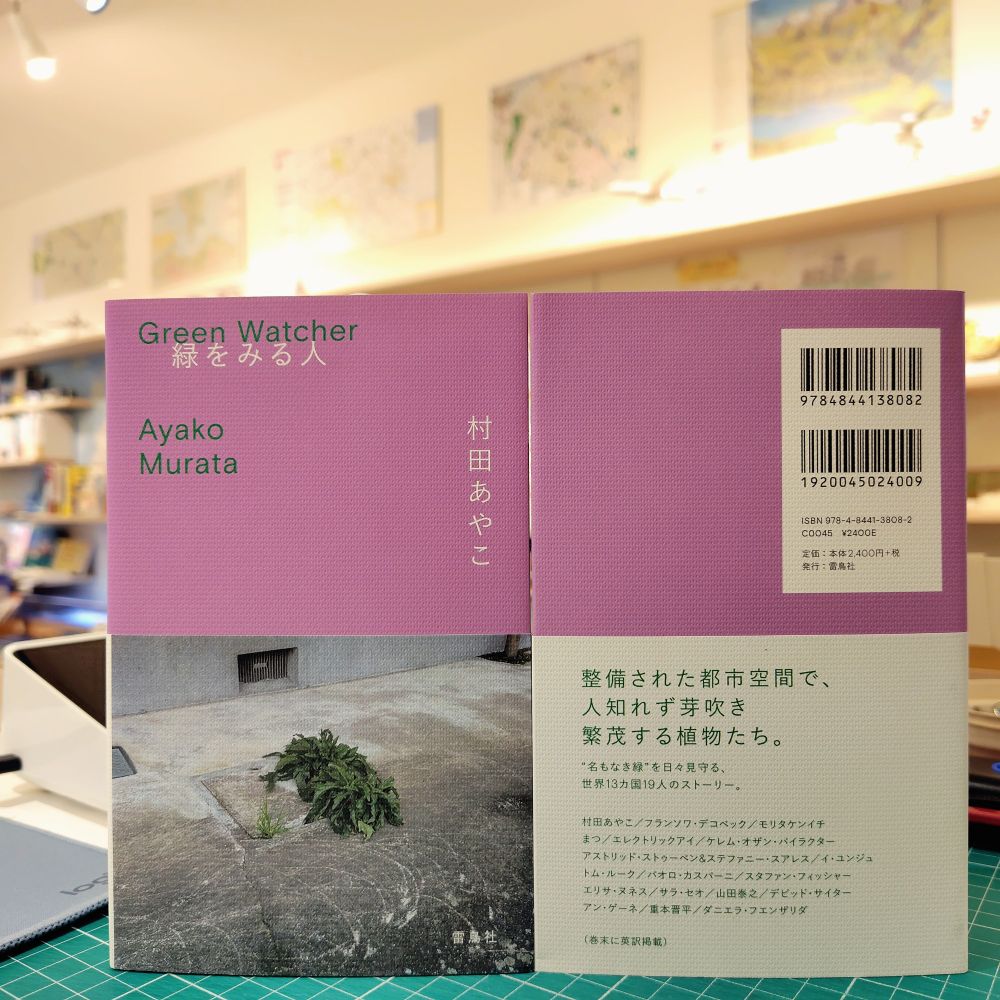 Green Watcher
緑をみる人
Ayako
Murata
村田あやこ
雷鳥社
9784844138082
1920045024009
ISBN 978-4-8441-3808-2
C0045 ¥2400E
定価:本体2,400円+税
発行:雷鳥社
整備された都市空間で、
人知れず芽吹き
繁茂する植物たち。
“名もなき緑”を日々見守る、
世界13カ国19人のストーリー。
村田あやこ/フランソワ・デコベック/モリタケンイチ
まつ/エレクトリックアイ/ケレム・オザン・バイラクター
アストリッド・ストゥーベン&ステファニー・スアレス/イ・ユンジュ
トム・ルーク/パオロ・カスパーニ/スタファン・フィッシャー
エリサ・ヌネス/サラ・セオ/山田泰之/デビッド・サイター
アン・ゲーネ/重本晋平/ダニエラ・フエンザリダ
(巻末に英訳掲載)